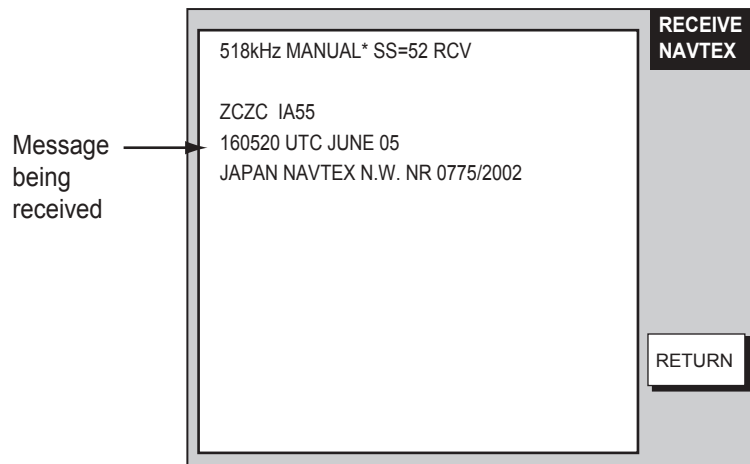 RECEIVE
NAVTEX
518kHz MANUAL* SS=52 RCV
ZCZC IA55
160520 UTC JUNE 05
JAPAN NAVTEX N.W. NR 0775/2002
Message
being
received
RETURN